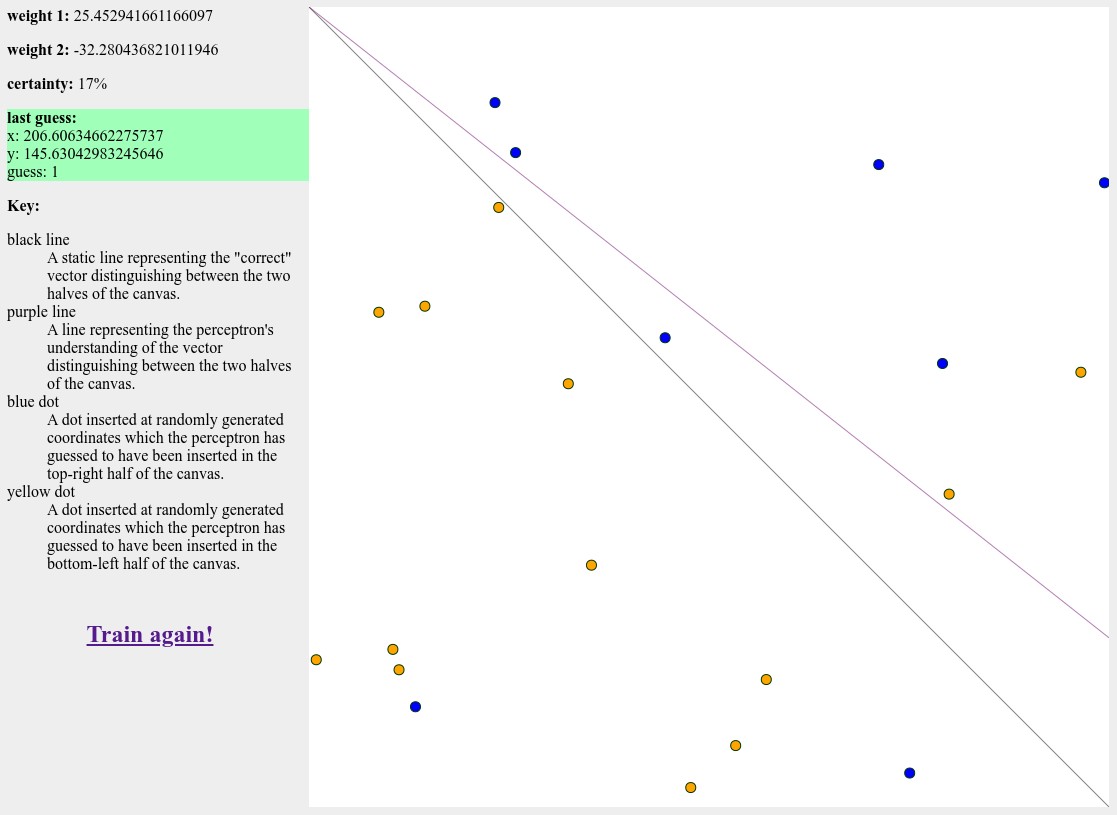 weight 1: 25.452941661166097
weight 2: -32.280436821011946
certainty: 17%
last guess:
x: 206.60634662275737
y: 145.63042983245646
guess: 1
Key:
black line
A static line representing the "correct"
vector distinguishing between the two
halves of the canvas.
purple line
A line representing the perceptron's
understanding of the vector
distinguishing between the two halves
of the canvas.
blue dot
A dot inserted at randomly generated
coordinates which the perceptron has
guessed to have been inserted in the
top-right half of the canvas.
yellow dot
A dot inserted at randomly generated
coordinates which the perceptron has
guessed to have been inserted in the
bottom-left half of the canvas.
Train again!